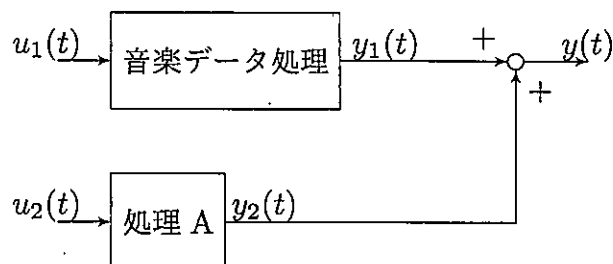 u₁(t) 音楽データ処理 y₁(t) + y(t)
+
u₂(t) 処理 A y₂(t)